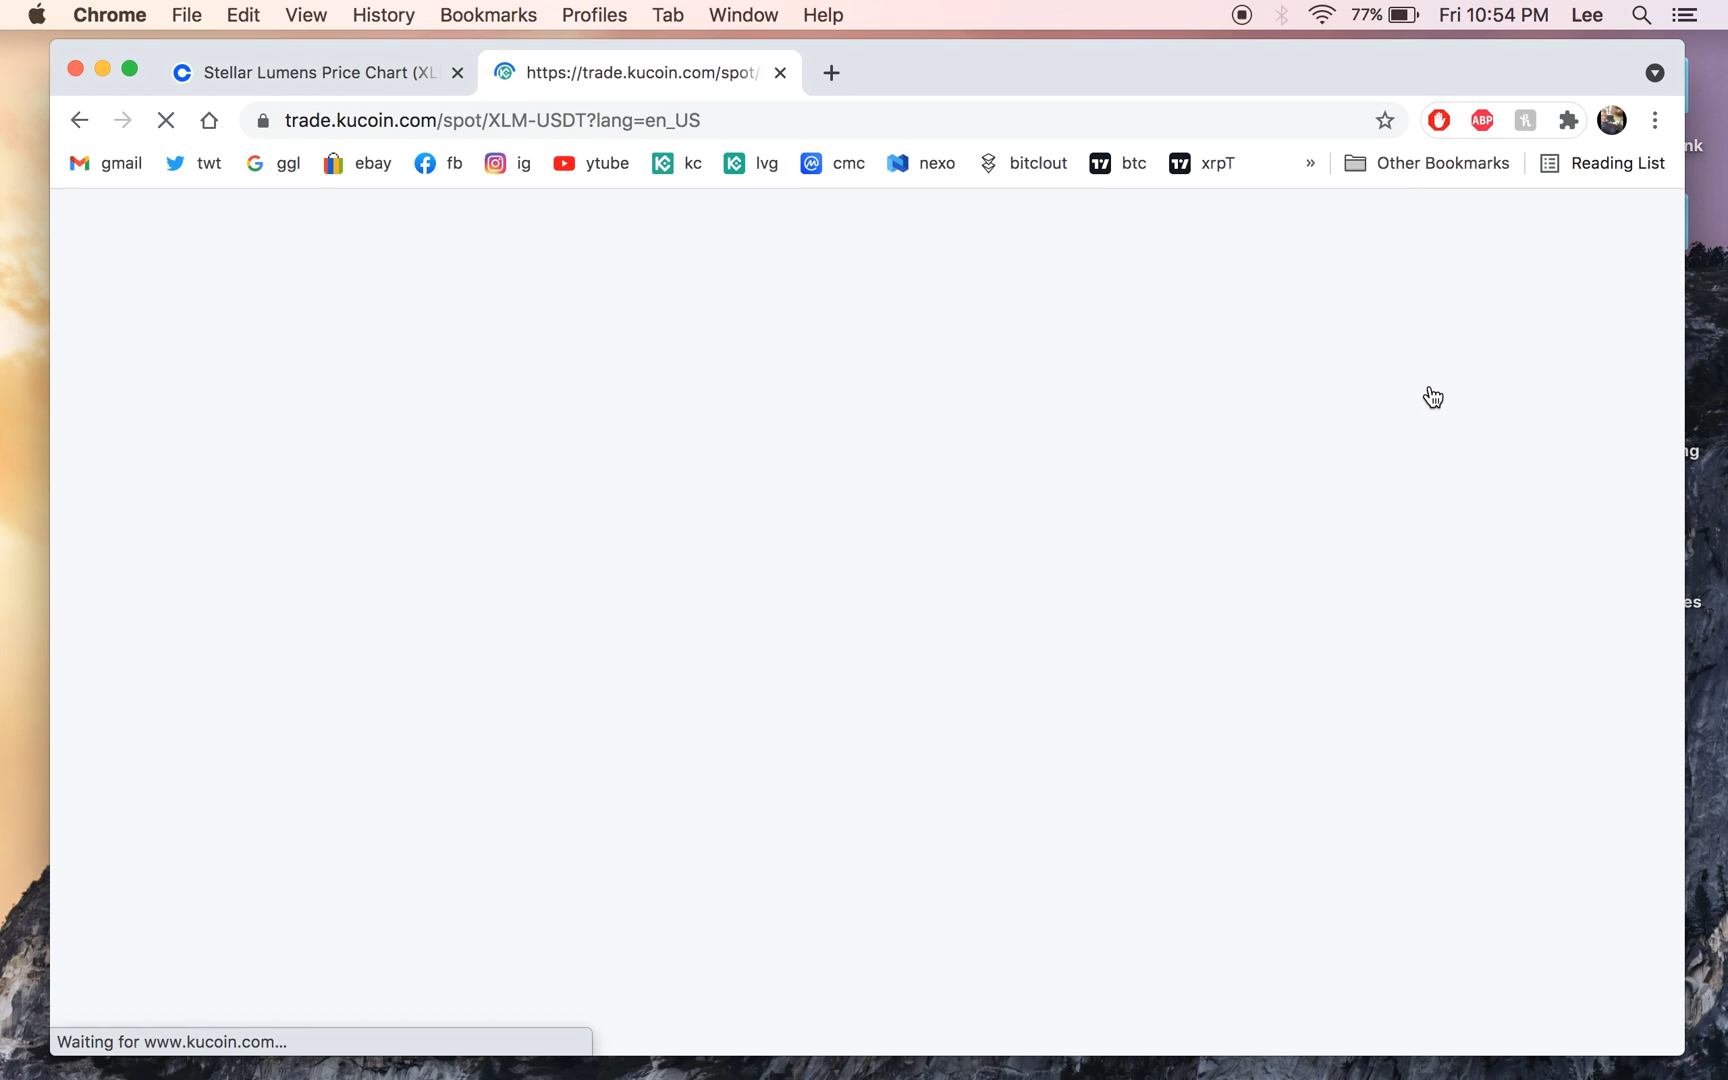 Chrome File Edit View History Bookmarks Profiles Tab Window Help 77% Fri 10:54 PM Lee
Stellar Lumens Price Chart (XL https://trade.kucoin.com/spot/
trade.kucoin.com/spot/XLM-USDT?lang=en_US ABP
gmail twt ggl ebay fb ig ytube kc lvg cmc nexo bitclout btc xrpT » Other Bookmarks Reading List
nk
ng
es
Waiting for www.kucoin.com...